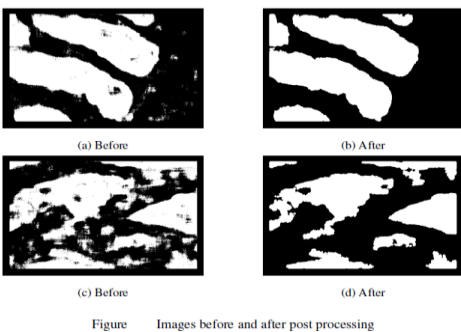 (a) Before
(b) After
(c) Before
(d) After
Figure Images before and after post processing